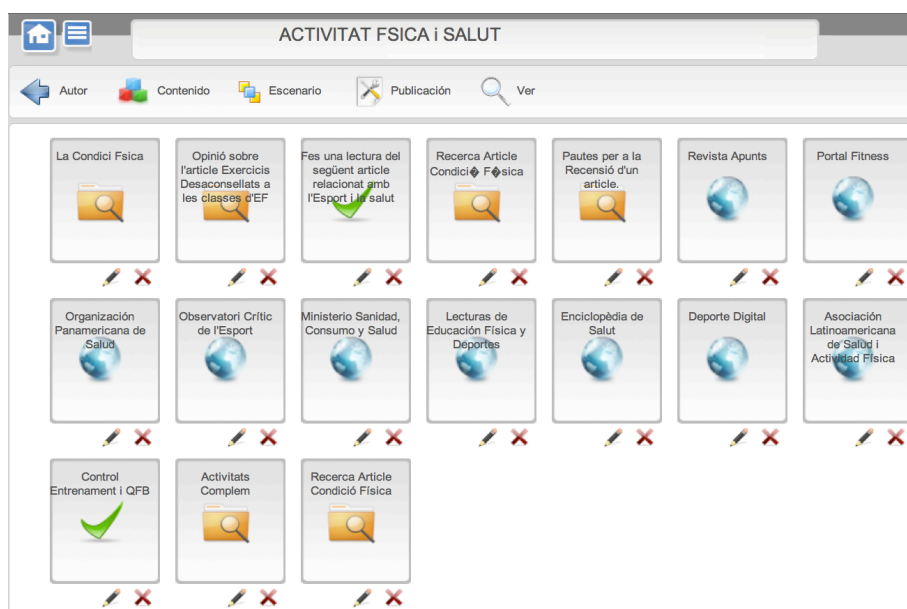 ACTIVITAT FSICA i SALUT
Autor
Contenido
Escenario
Publicación
Ver
La Condici Fsica
Opinió sobre
l'article Exercicis
Desaconsellats a
les classes d'EF
Fes una lectura del
següent article
relacionat amb
l'Esport i la salut
Recerca Article
Condici� F�sica
Pautes per a la
Recensió d'un
article.
Revista Apunts
Portal Fitness
Organización
Panamericana de
Salud
Observatori Crític
de l'Esport
Ministerio Sanidad,
Consumo y Salud
Lecturas de
Educación Física y
Deportes
Enciclopèdia de
Salut
Deporte Digital
Asociación
Latinoamericana
de Salud i
Actividad Física
Control
Entrenament i QFB
Activitats
Complem
Recerca Article
Condició Física